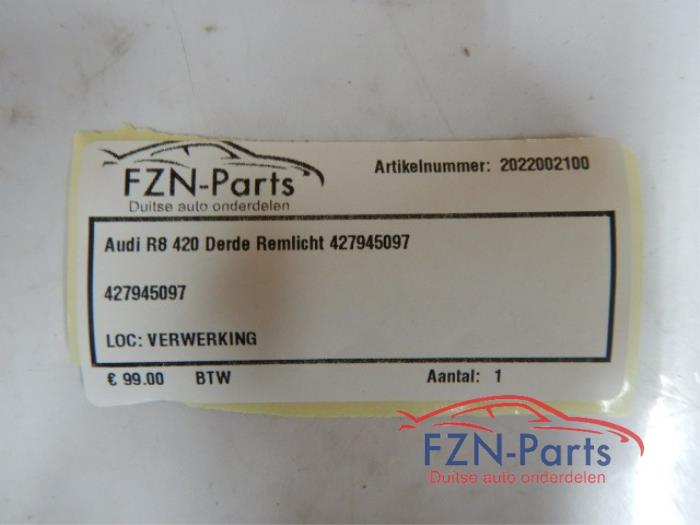 FZN-Parts
Duitse auto onderdelen
Artikelnummer: 2022002100
Audi R8 420 Derde Remlicht 427945097
427945097
LOC: VERWERKING
€ 99.00 BTW Aantal: 1
FZN-Parts
Duitse auto onderdelen